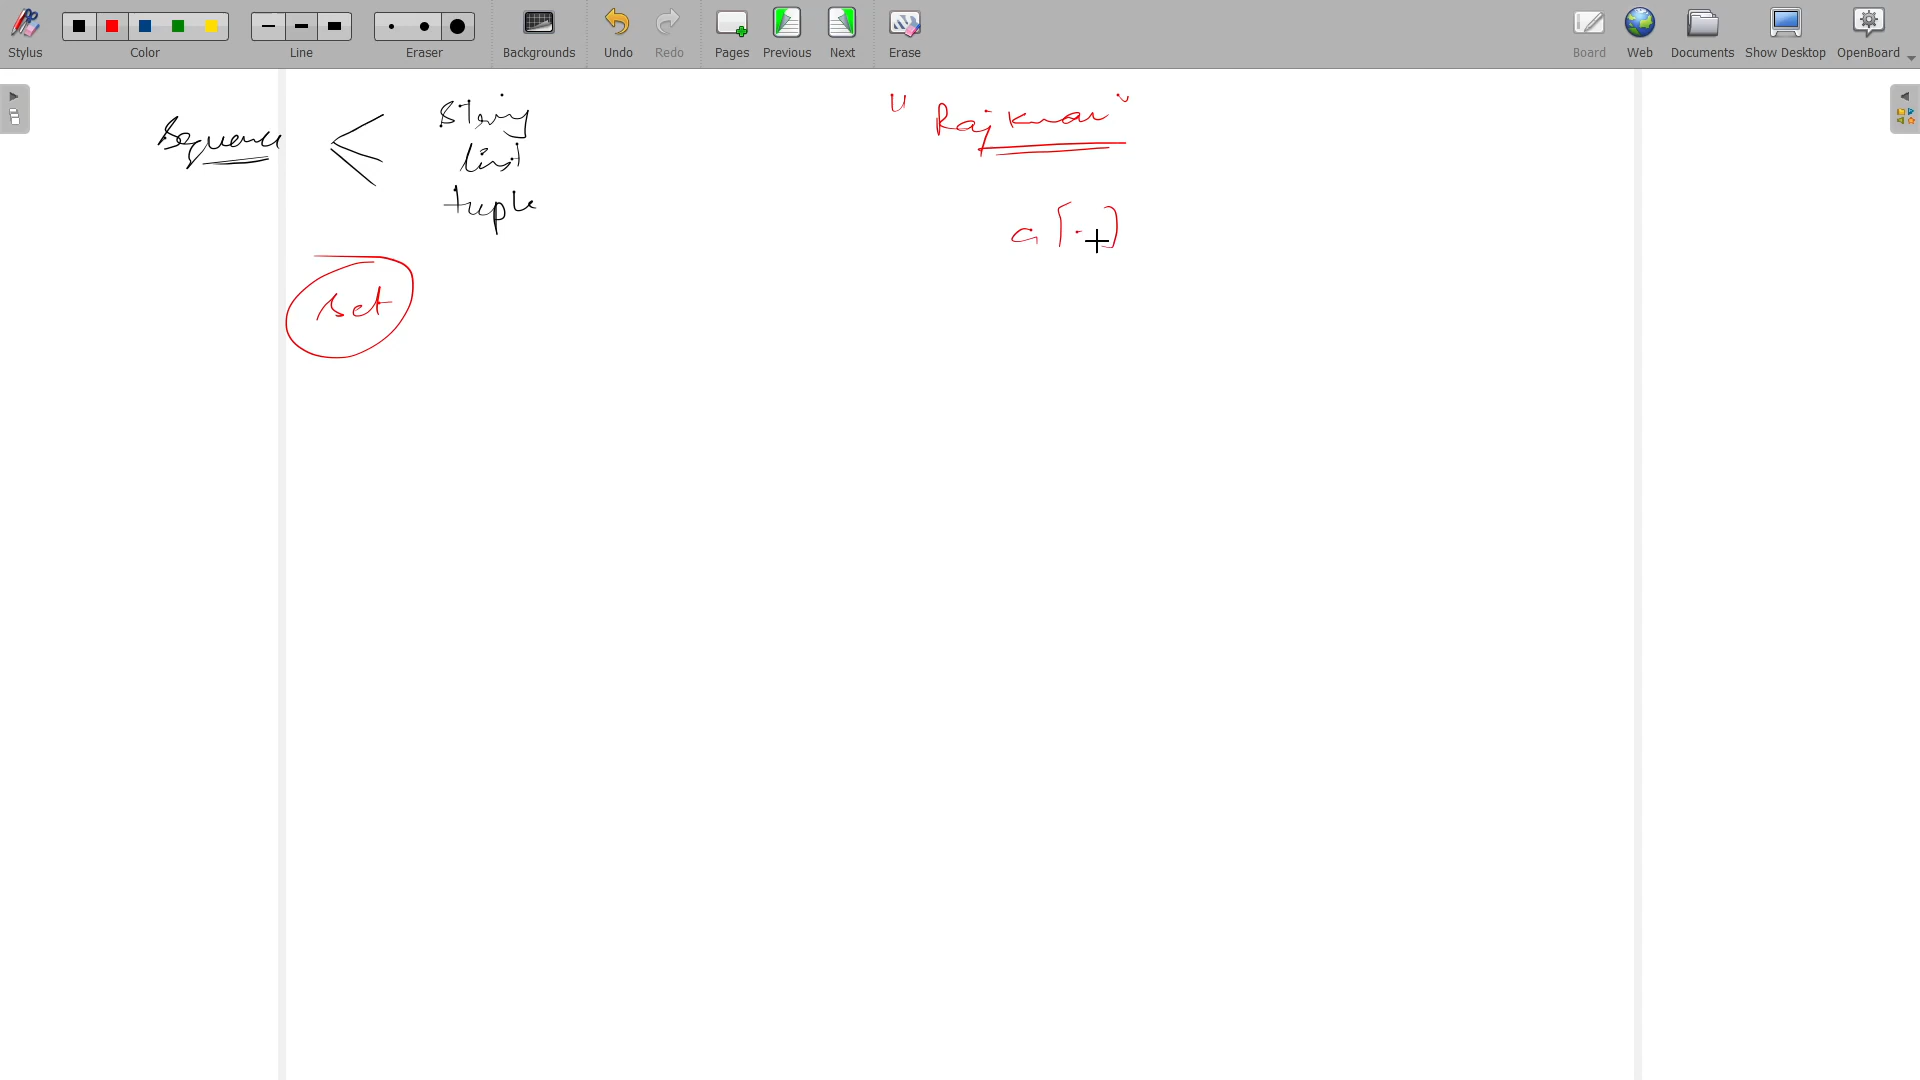 Stylus Color Line Eraser Backgrounds Undo Redo Pages Previous Next Erase Board Web Documents Show Desktop OpenBoard
Sequence
string
list
tuple
set
"Rajkumar"
a[